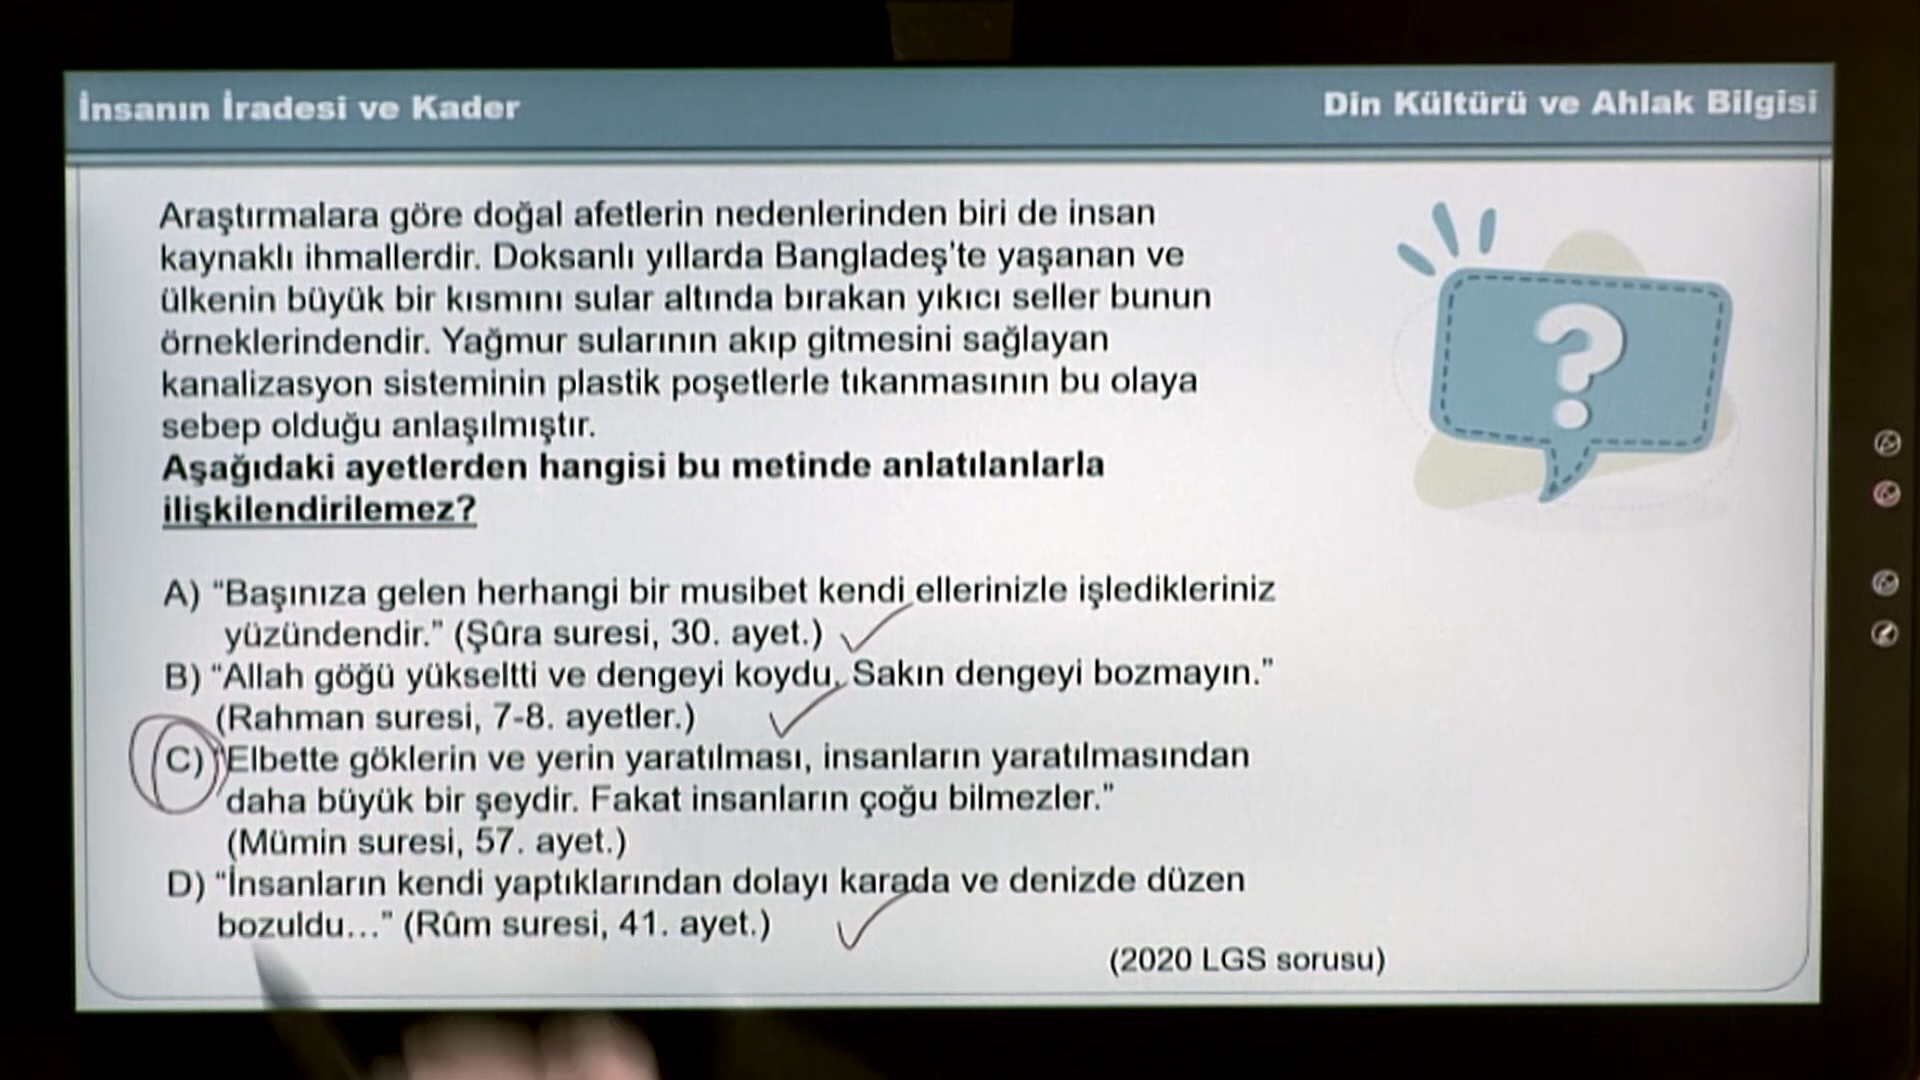 İnsanın İradesi ve Kader
Din Kültürü ve Ahlak Bilgisi
Araştırmalara göre doğal afetlerin nedenlerinden biri de insan
kaynaklı ihmallerdir. Doksanlı yıllarda Bangladeş'te yaşanan ve
ülkenin büyük bir kısmını sular altında bırakan yıkıcı seller bunun
örneklerindendir. Yağmur sularının akıp gitmesini sağlayan
kanalizasyon sisteminin plastik poşetlerle tıkanmasının bu olaya
sebep olduğu anlaşılmıştır.
Aşağıdaki ayetlerden hangisi bu metinde anlatılanlarla
ilişkilendirilemez?
?
A) “Başınıza gelen herhangi bir musibet kendi ellerinizle işledikleriniz
yüzündendir.” (Şûra suresi, 30. ayet.)
B) “Allah göğü yükseltti ve dengeyi koydu. Sakın dengeyi bozmayın.”
(Rahman suresi, 7-8. ayetler.)
C) “Elbette göklerin ve yerin yaratılması, insanların yaratılmasından
daha büyük bir şeydir. Fakat insanların çoğu bilmezler.”
(Mümin suresi, 57. ayet.)
D) “İnsanların kendi yaptıklarından dolayı karada ve denizde düzen
bozuldu...” (Rûm suresi, 41. ayet.)
(2020 LGS sorusu)